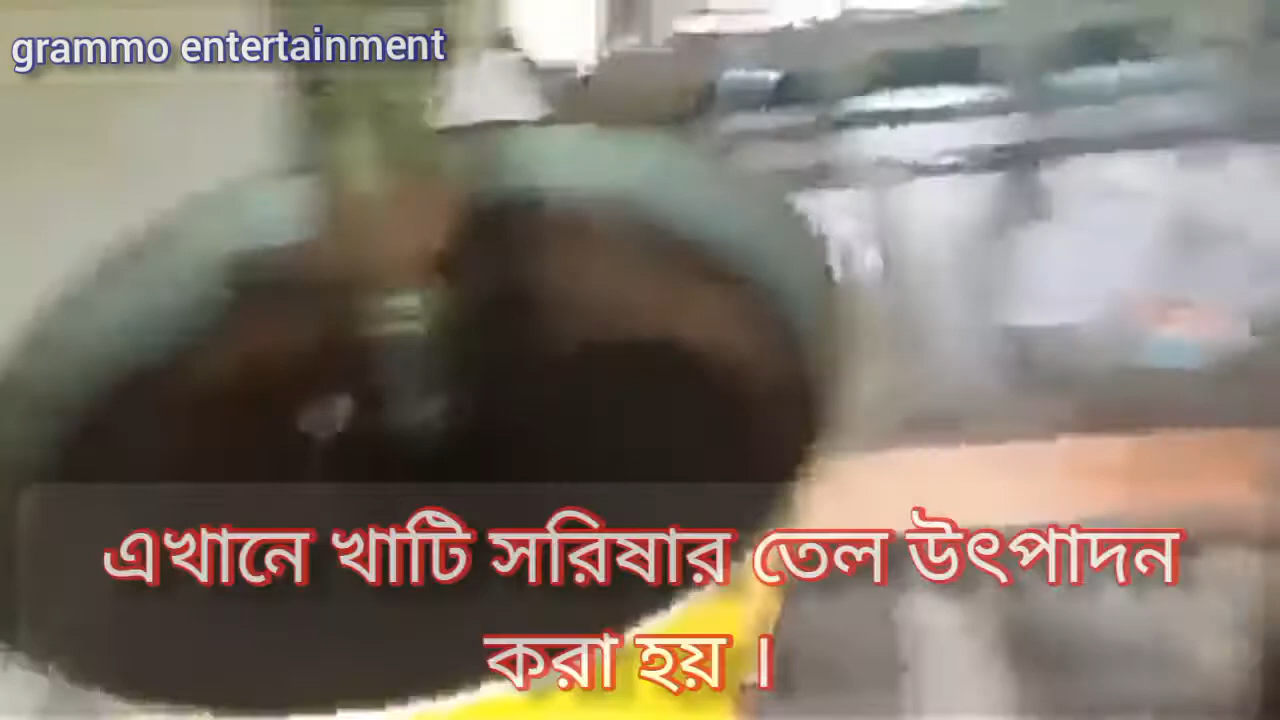 grammo entertainment
এখানে খাটি সরিষার তেল উৎপাদন
করা হয় ।